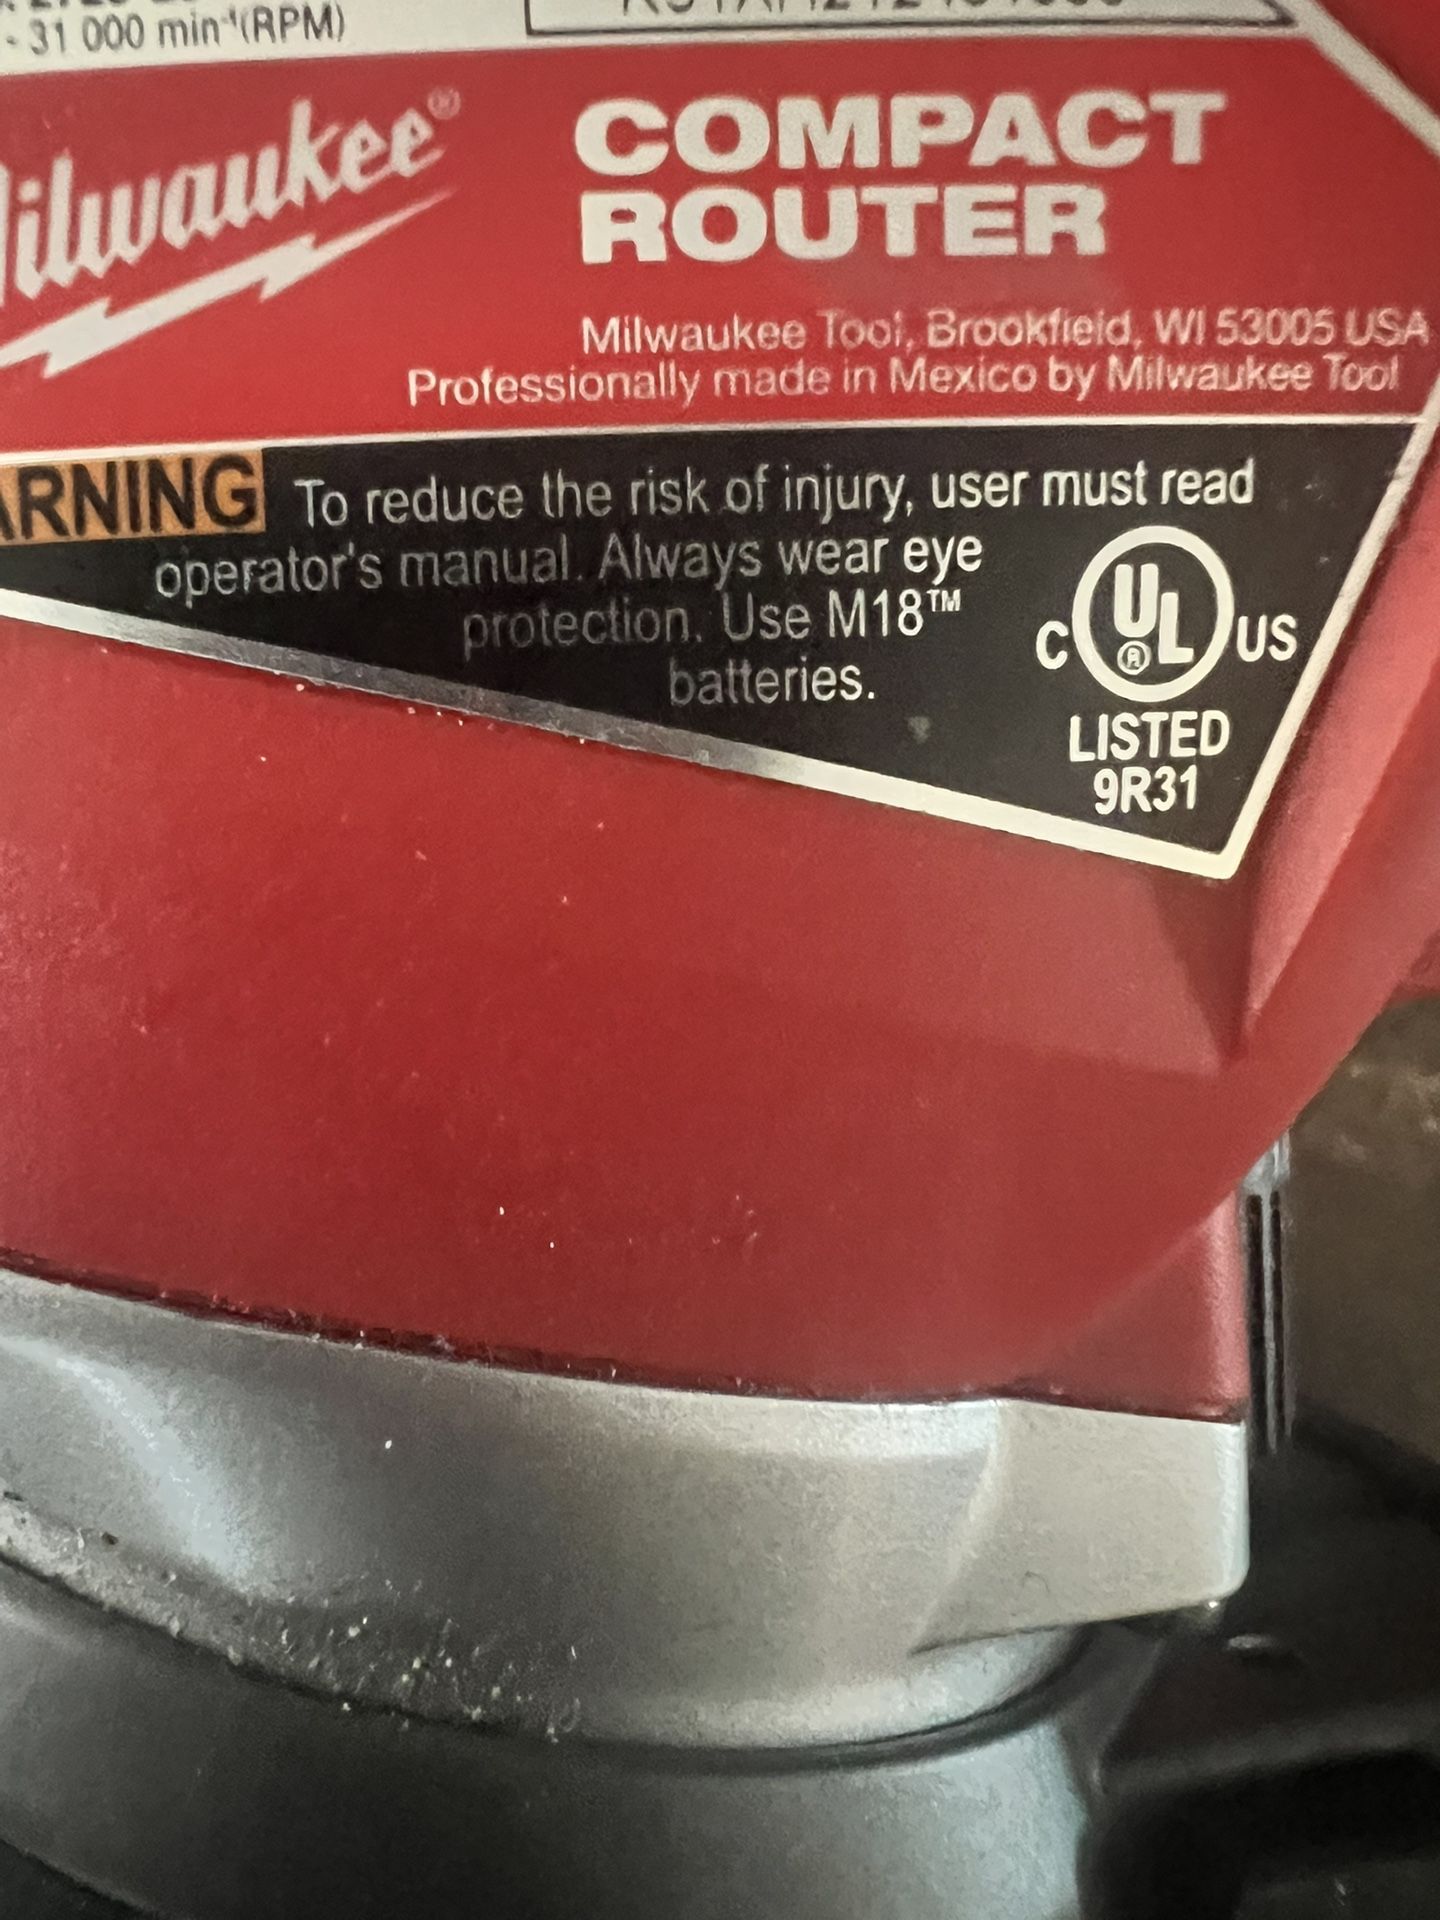 - 31 000 min⁻¹(RPM)
Milwaukee®
COMPACT
ROUTER
Milwaukee Tool, Brookfield, WI 53005 USA
Professionally made in Mexico by Milwaukee Tool
WARNING To reduce the risk of injury, user must read
operator's manual. Always wear eye
protection. Use M18™
batteries.
C UL® US
LISTED
9R31